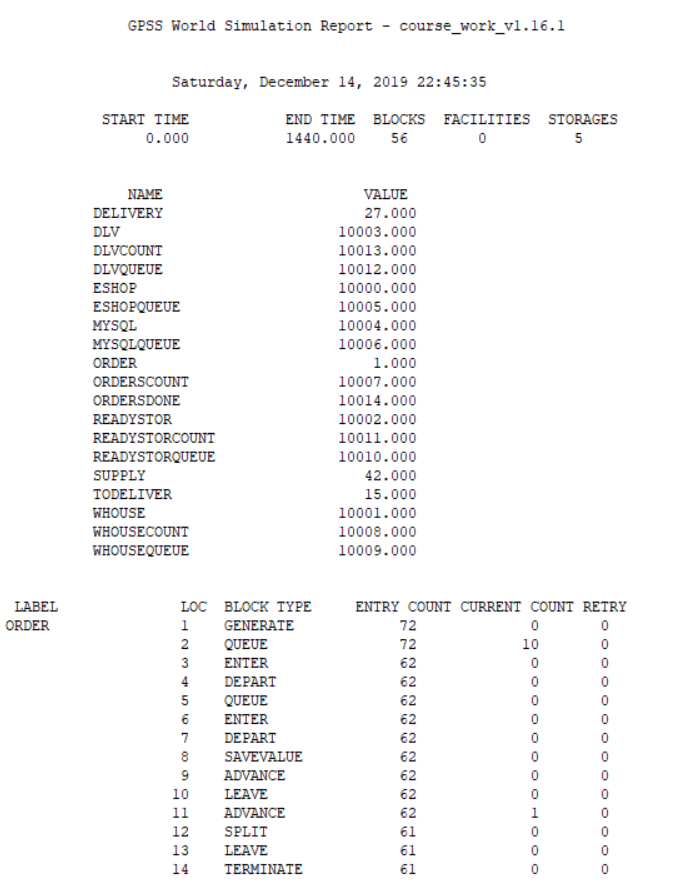 GPSS World Simulation Report - course_work_v1.16.1
Saturday, December 14, 2019 22:45:35
START TIME END TIME BLOCKS FACILITIES STORAGES
0.000 1440.000 56 0 5
NAME VALUE
DELIVERY 27.000
DLV 10003.000
DLVCOUNT 10013.000
DLVQUEUE 10012.000
ESHOP 10000.000
ESHOPQUEUE 10005.000
MYSQL 10004.000
MYSQLQUEUE 10006.000
ORDER 1.000
ORDERSCOUNT 10007.000
ORDERSDONE 10014.000
READYSTOR 10002.000
READYSTORCOUNT 10011.000
READYSTORQUEUE 10010.000
SUPPLY 42.000
TODELIVER 15.000
WHOUSE 10001.000
WHOUSECOUNT 10008.000
WHOUSEQUEUE 10009.000
LABEL LOC BLOCK TYPE ENTRY COUNT CURRENT COUNT RETRY
ORDER 1 GENERATE 72 0 0
2 QUEUE 72 10 0
3 ENTER 62 0 0
4 DEPART 62 0 0
5 QUEUE 62 0 0
6 ENTER 62 0 0
7 DEPART 62 0 0
8 SAVEVALUE 62 0 0
9 ADVANCE 62 0 0
10 LEAVE 62 0 0
11 ADVANCE 62 1 0
12 SPLIT 61 0 0
13 LEAVE 61 0 0
14 TERMINATE 61 0 0